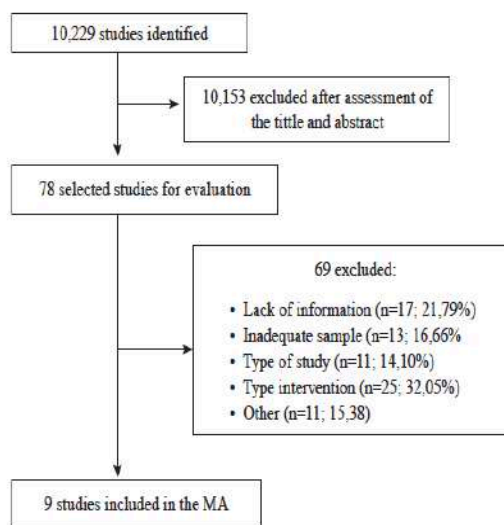 10,229 studies identified
10,153 excluded after assessment of
the tittle and abstract
78 selected studies for evaluation
69 excluded:
• Lack of information (n=17; 21,79%)
• Inadequate sample (n=13; 16,66%
• Type of study (n=11; 14,10%)
• Type intervention (n=25; 32,05%)
• Other (n=11; 15,38)
9 studies included in the MA